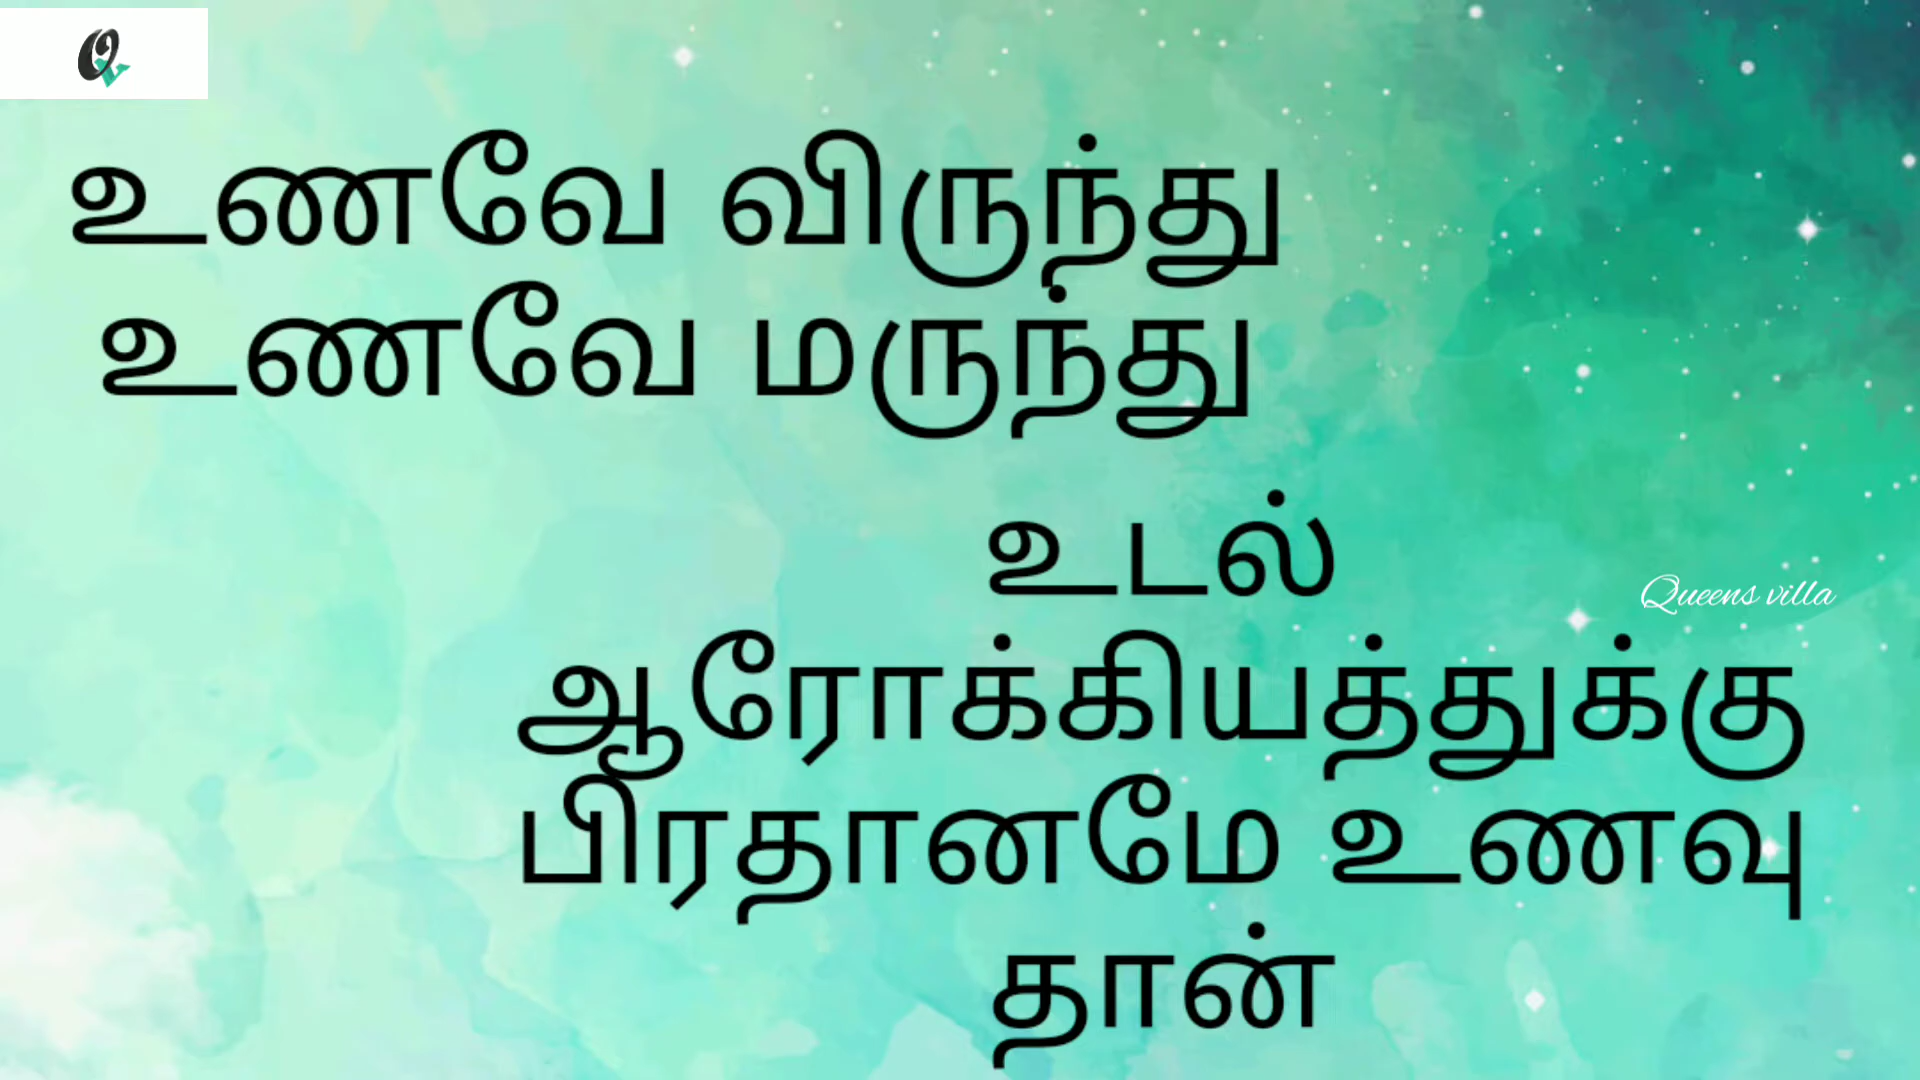 உணவே விருந்து
உணவே மருந்து
உடல்
ஆரோக்கியத்துக்கு
பிரதானமே உணவு
தான்
Queens villa